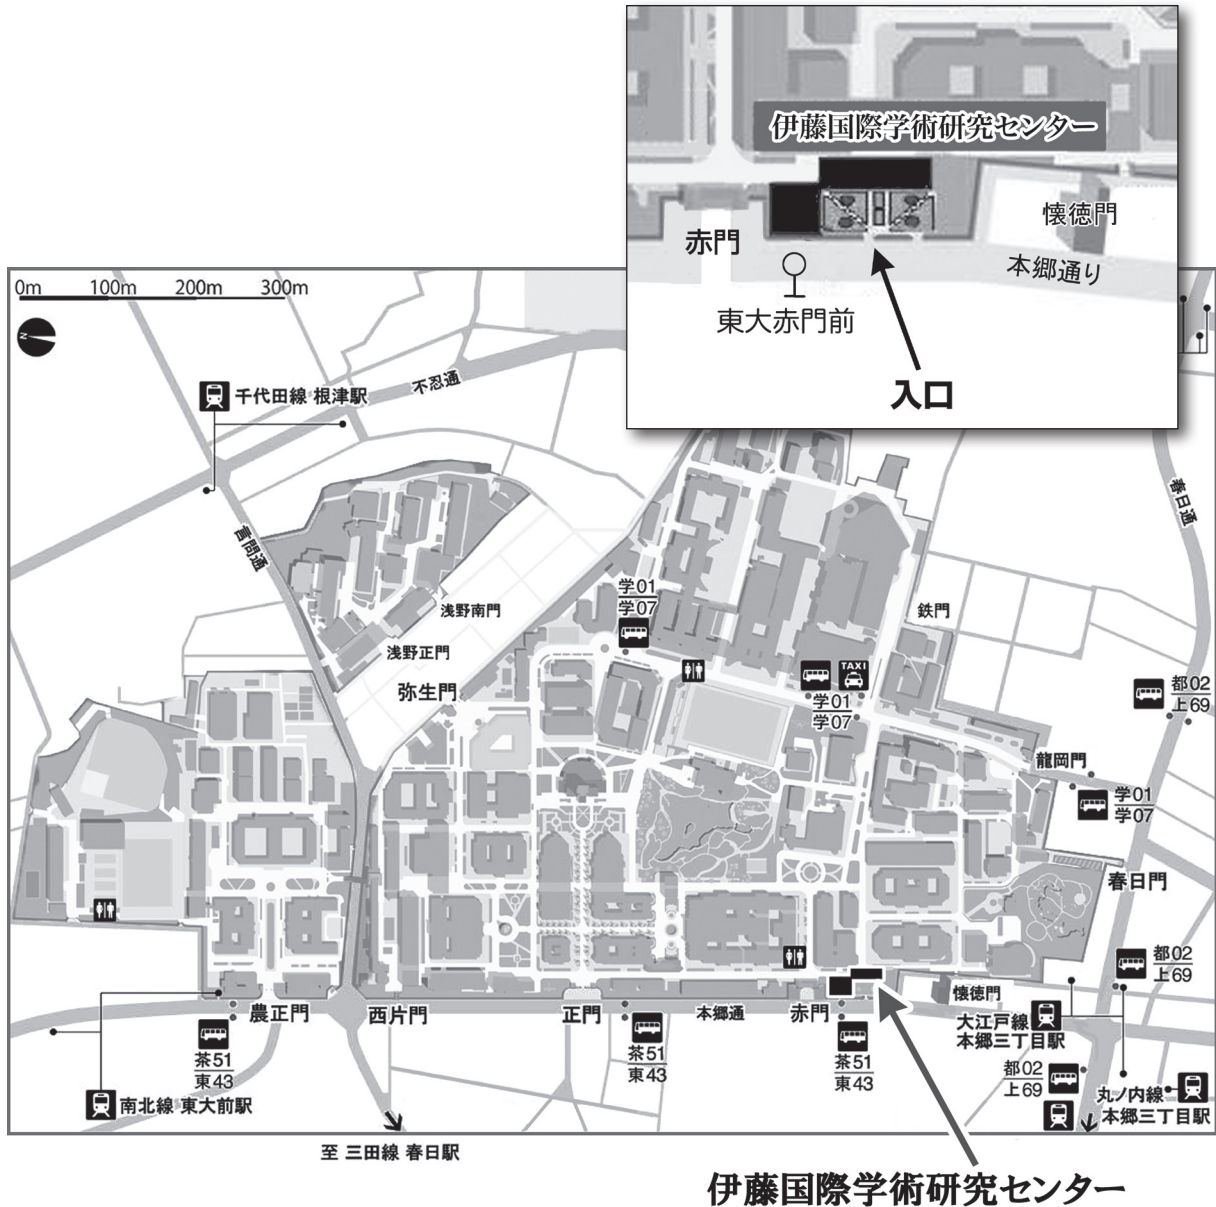 伊藤国際学術研究センター
懐徳門
赤門
本郷通り
東大赤門前
入口
0m 100m 200m 300m
N
千代田線 根津駅
不忍通
春日通
言問通
学01
学07
浅野南門
鉄門
浅野正門
弥生門
TAXI
学01
学07
都02
上69
龍岡門
学01
学07
春日門
都02
上69
懐徳門
農正門
西片門
正門
本郷通
赤門
大江戸線
本郷三丁目駅
茶51
東43
茶51
東43
茶51
東43
都02
上69
南北線 東大前駅
丸ノ内線
本郷三丁目駅
至 三田線 春日駅
伊藤国際学術研究センター